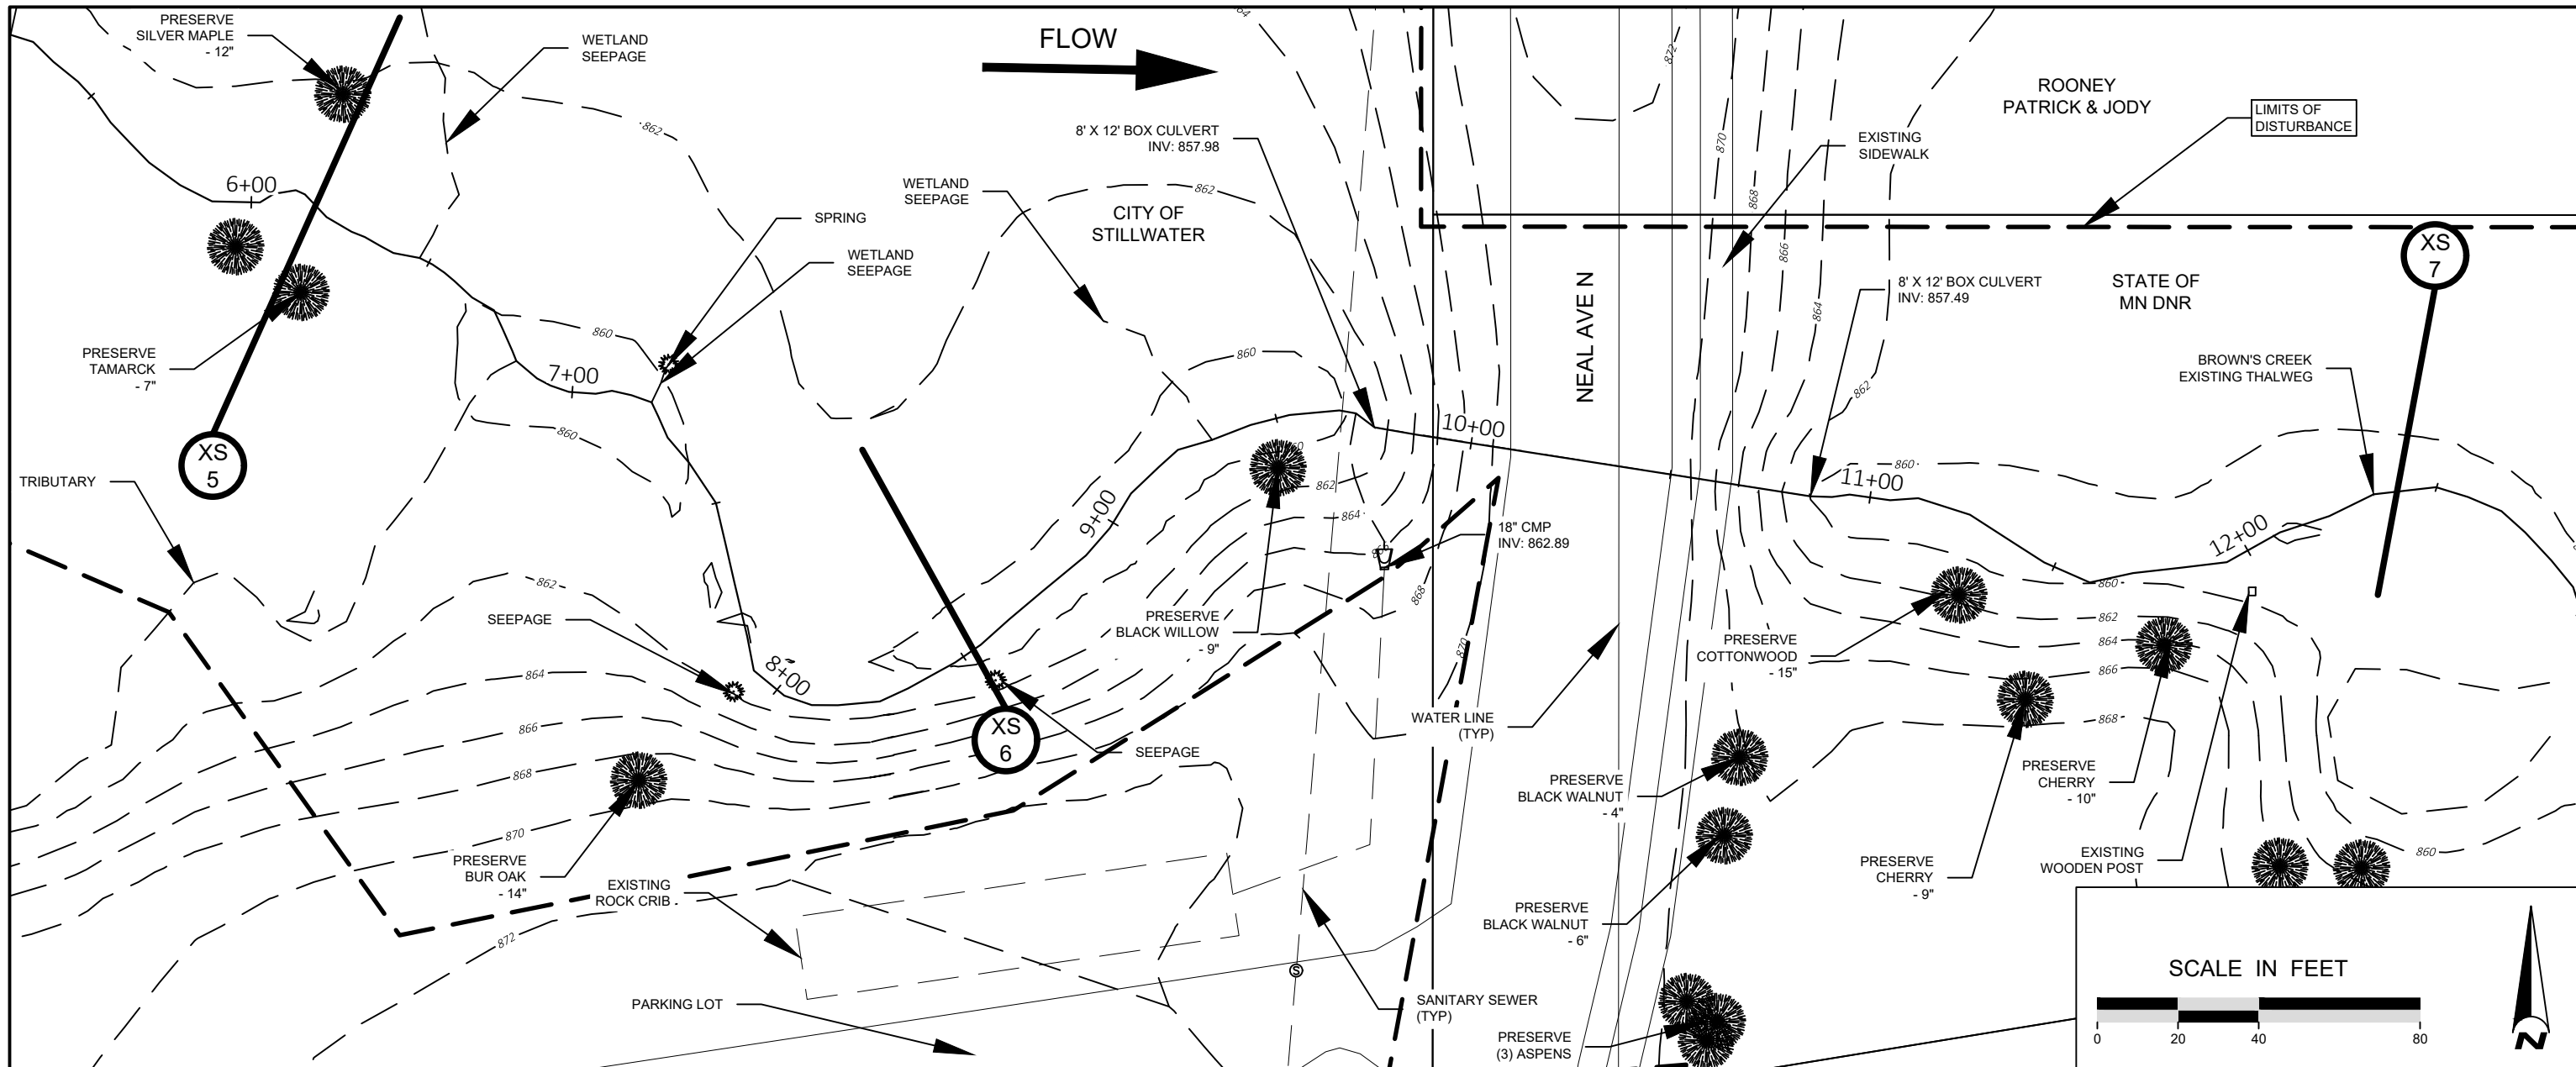 PRESERVE
SILVER MAPLE
- 12"
WETLAND
SEEPAGE
FLOW
864
872
ROONEY
PATRICK & JODY
LIMITS OF
DISTURBANCE
862
8' X 12' BOX CULVERT
INV: 857.98
870
EXISTING
SIDEWALK
6+00
WETLAND
SEEPAGE
862
868
CITY OF
STILLWATER
SPRING
WETLAND
SEEPAGE
866
XS
7
8' X 12' BOX CULVERT
INV: 857.49
STATE OF
MN DNR
NEAL AVE N
864
860
860
PRESERVE
TAMARCK
- 7"
7+00
862
BROWN'S CREEK
EXISTING THALWEG
860
10+00
XS
5
860
860
TRIBUTARY
862
11+00
9+00
864
18" CMP
INV: 862.89
12+00
862
860
868
SEEPAGE
PRESERVE
BLACK WILLOW
- 9"
862
864
870
PRESERVE
COTTONWOOD
- 15"
8+00
864
866
XS
6
866
868
WATER LINE
(TYP)
SEEPAGE
868
PRESERVE
BLACK WALNUT
- 4"
PRESERVE
CHERRY
- 10"
870
PRESERVE
BUR OAK
- 14"
EXISTING
ROCK CRIB
PRESERVE
CHERRY
- 9"
EXISTING
WOODEN POST
860
PRESERVE
BLACK WALNUT
- 6"
872
S
PARKING LOT
SANITARY SEWER
(TYP)
PRESERVE
(3) ASPENS
SCALE IN FEET
0 20 40 80
N